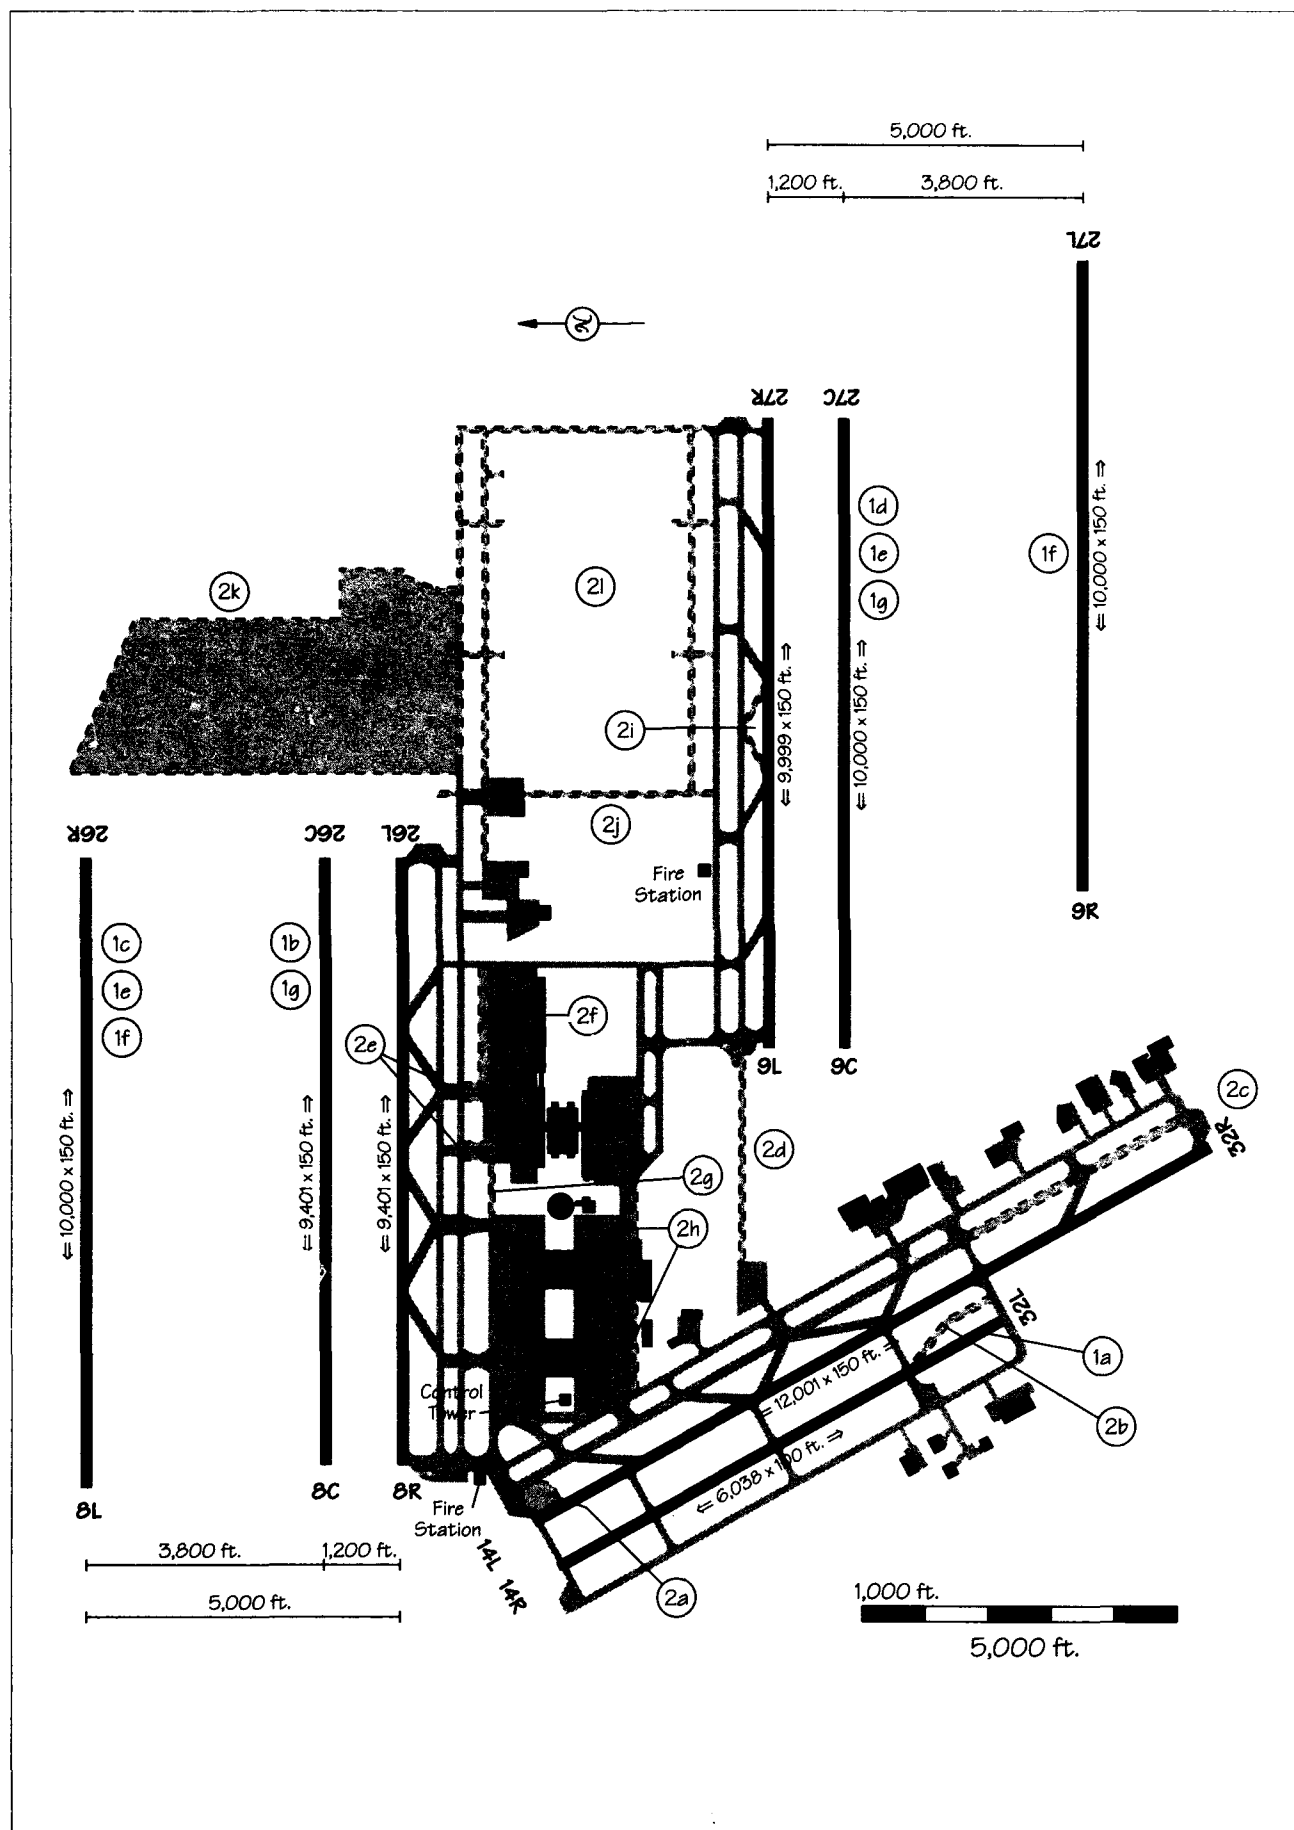 5,000 ft.
1,200 ft.
3,800 ft.
27L
N
27R
27C
⇐ 10,000 x 150 ft. ⇒
1d
1e
1f
1g
2k
2l
2i
⇐ 9,999 x 150 ft. ⇒
⇐ 10,000 x 150 ft. ⇒
2j
26R
26C
26L
Fire
Station
9R
1c
1b
1e
1g
1f
2f
2e
9L
9C
⇐ 10,000 x 150 ft. ⇒
⇐ 9,401 x 150 ft. ⇒
⇐ 9,401 x 150 ft. ⇒
2c
32R
2d
2g
2h
32L
1a
⇐ 12,001 x 150 ft. ⇒
Control
Tower
2b
⇐ 6,038 x 100 ft. ⇒
8L
8C
8R
Fire
Station
14L
14R
3,800 ft.
1,200 ft.
2a
5,000 ft.
1,000 ft.
5,000 ft.